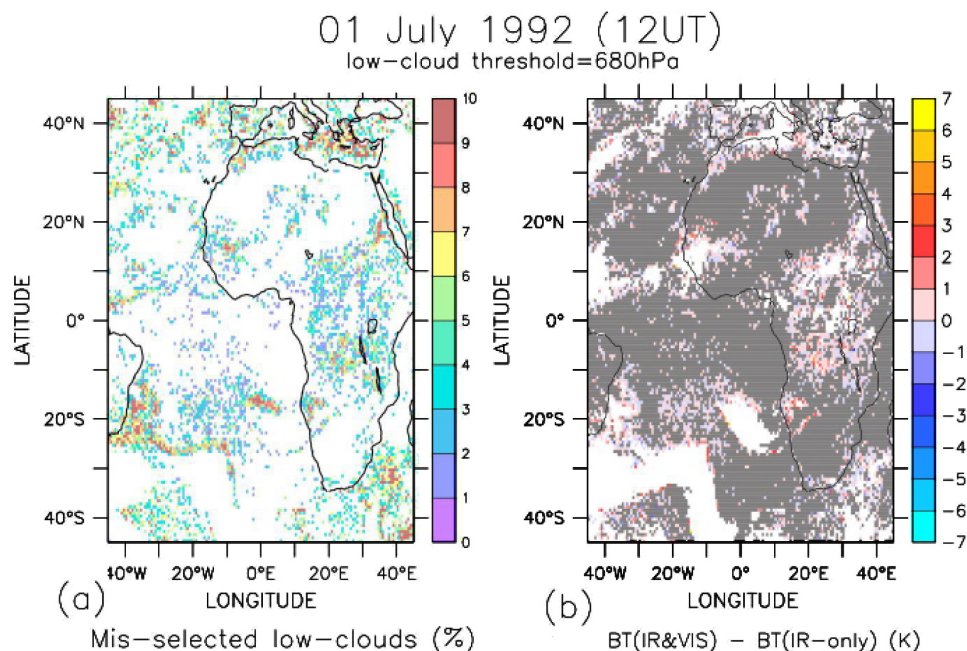 01 July 1992 (12UT)
low-cloud threshold=680hPa
40°N
20°N
0°
20°S
40°S
LATITUDE
40°W 20°W 0°E 20°E 40°E
LONGITUDE
10
9
8
7
6
5
4
3
2
1
0
(a)
Mis-selected low-clouds (%)
40°N
20°N
0°
20°S
40°S
LATITUDE
40°W 20°W 0° 20°E 40°E
LONGITUDE
7
6
5
4
3
2
1
0
-1
-2
-3
-4
-5
-6
-7
(b)
BT(IR&VIS) - BT(IR-only) (K)